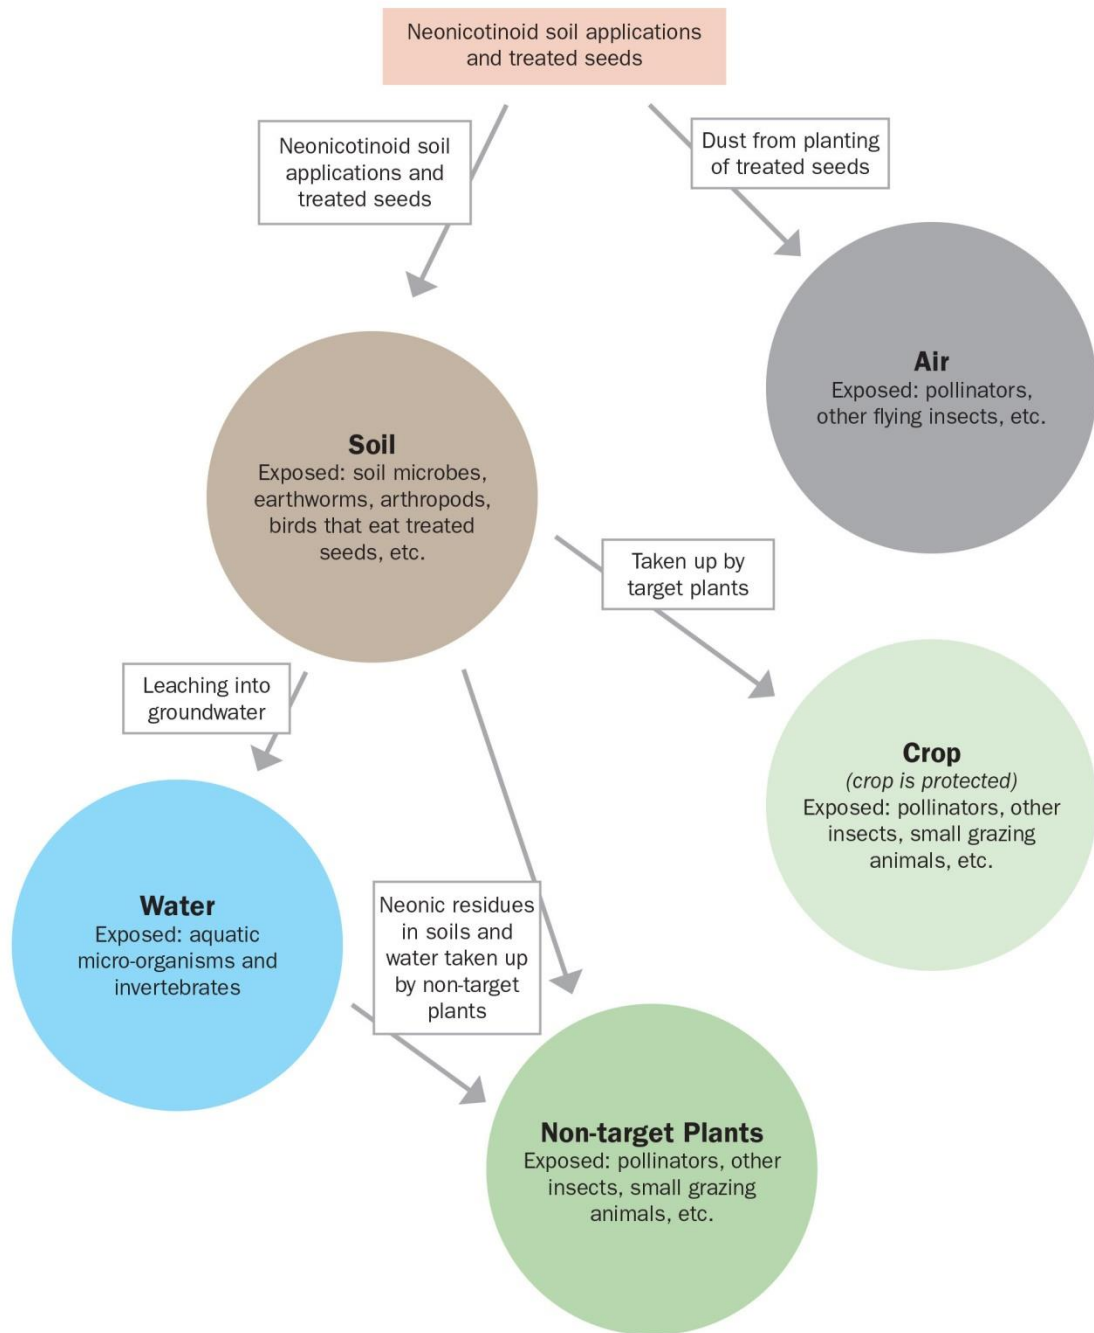 Neonicotinoid soil applications
and treated seeds
Neonicotinoid soil
applications and
treated seeds
Dust from planting
of treated seeds
Air
Exposed: pollinators,
other flying insects, etc.
Soil
Exposed: soil microbes,
earthworms, arthropods,
birds that eat treated
seeds, etc.
Taken up by
target plants
Leaching into
groundwater
Crop
(crop is protected)
Exposed: pollinators, other
insects, small grazing
animals, etc.
Water
Exposed: aquatic
micro-organisms and
invertebrates
Neonic residues
in soils and
water taken up
by non-target
plants
Non-target Plants
Exposed: pollinators, other
insects, small grazing
animals, etc.